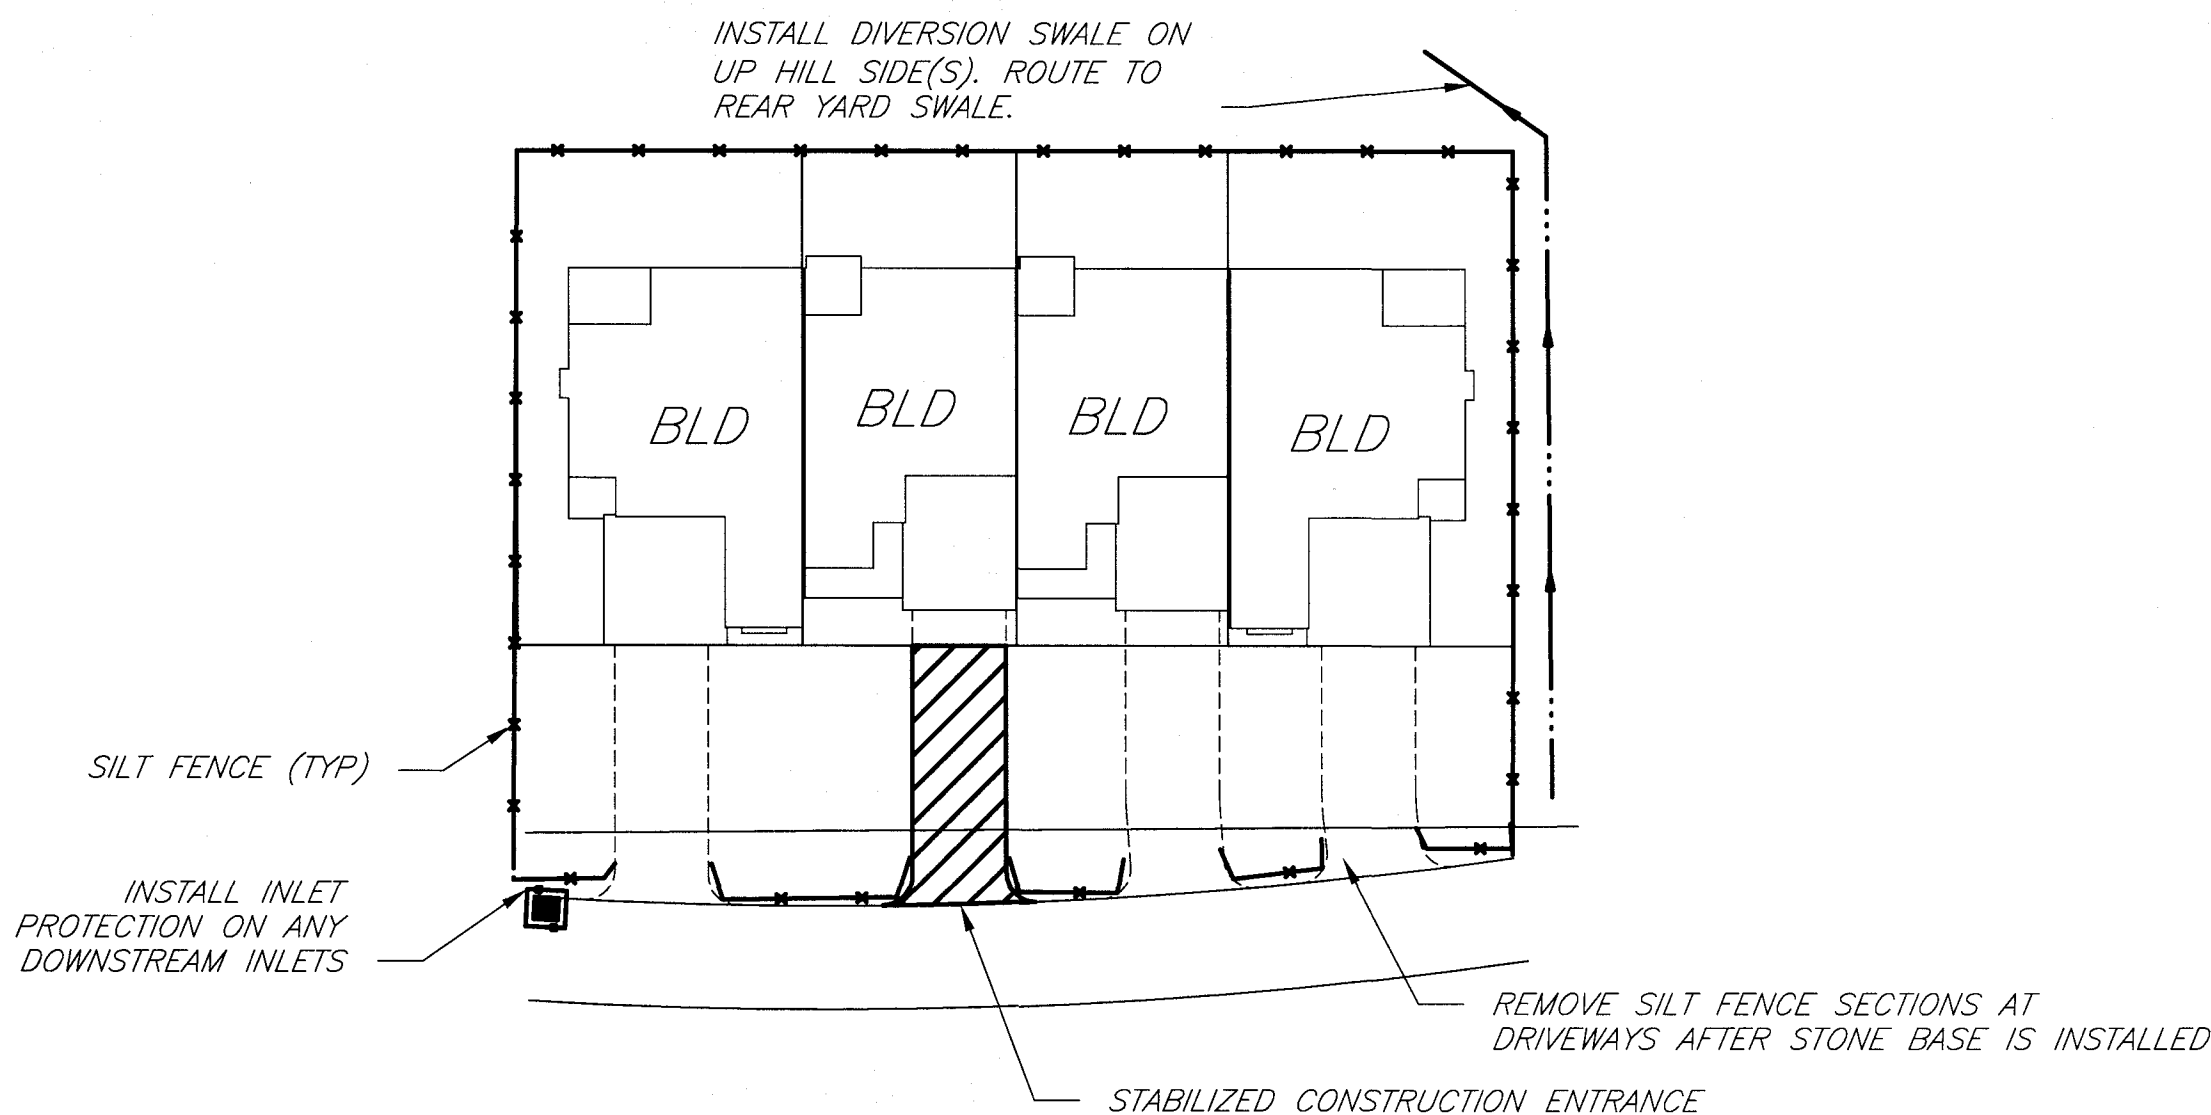 INSTALL DIVERSION SWALE ON
UP HILL SIDE(S). ROUTE TO
REAR YARD SWALE.
BLD
BLD
BLD
BLD
SILT FENCE (TYP)
INSTALL INLET
PROTECTION ON ANY
DOWNSTREAM INLETS
REMOVE SILT FENCE SECTIONS AT
DRIVEWAYS AFTER STONE BASE IS INSTALLED
STABILIZED CONSTRUCTION ENTRANCE